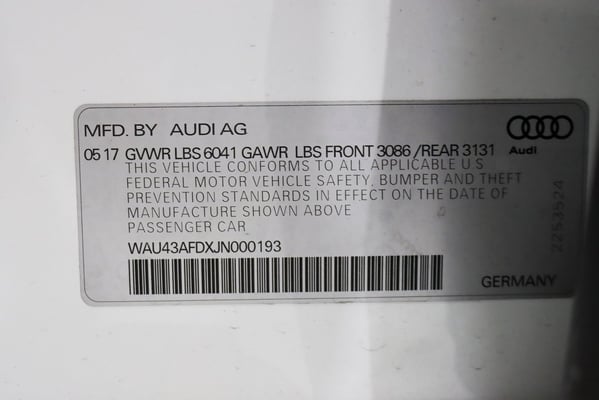 MFD. BY AUDI AG
05 17 GVWR LBS 6041 GAWR LBS FRONT 3086 /REAR 3131
Audi
THIS VEHICLE CONFORMS TO ALL APPLICABLE U.S
FEDERAL MOTOR VEHICLE SAFETY, BUMPER AND THEFT
PREVENTION STANDARDS IN EFFECT ON THE DATE OF
MANUFACTURE SHOWN ABOVE
PASSENGER CAR
WAU43AFDXJN000193
2253524
GERMANY